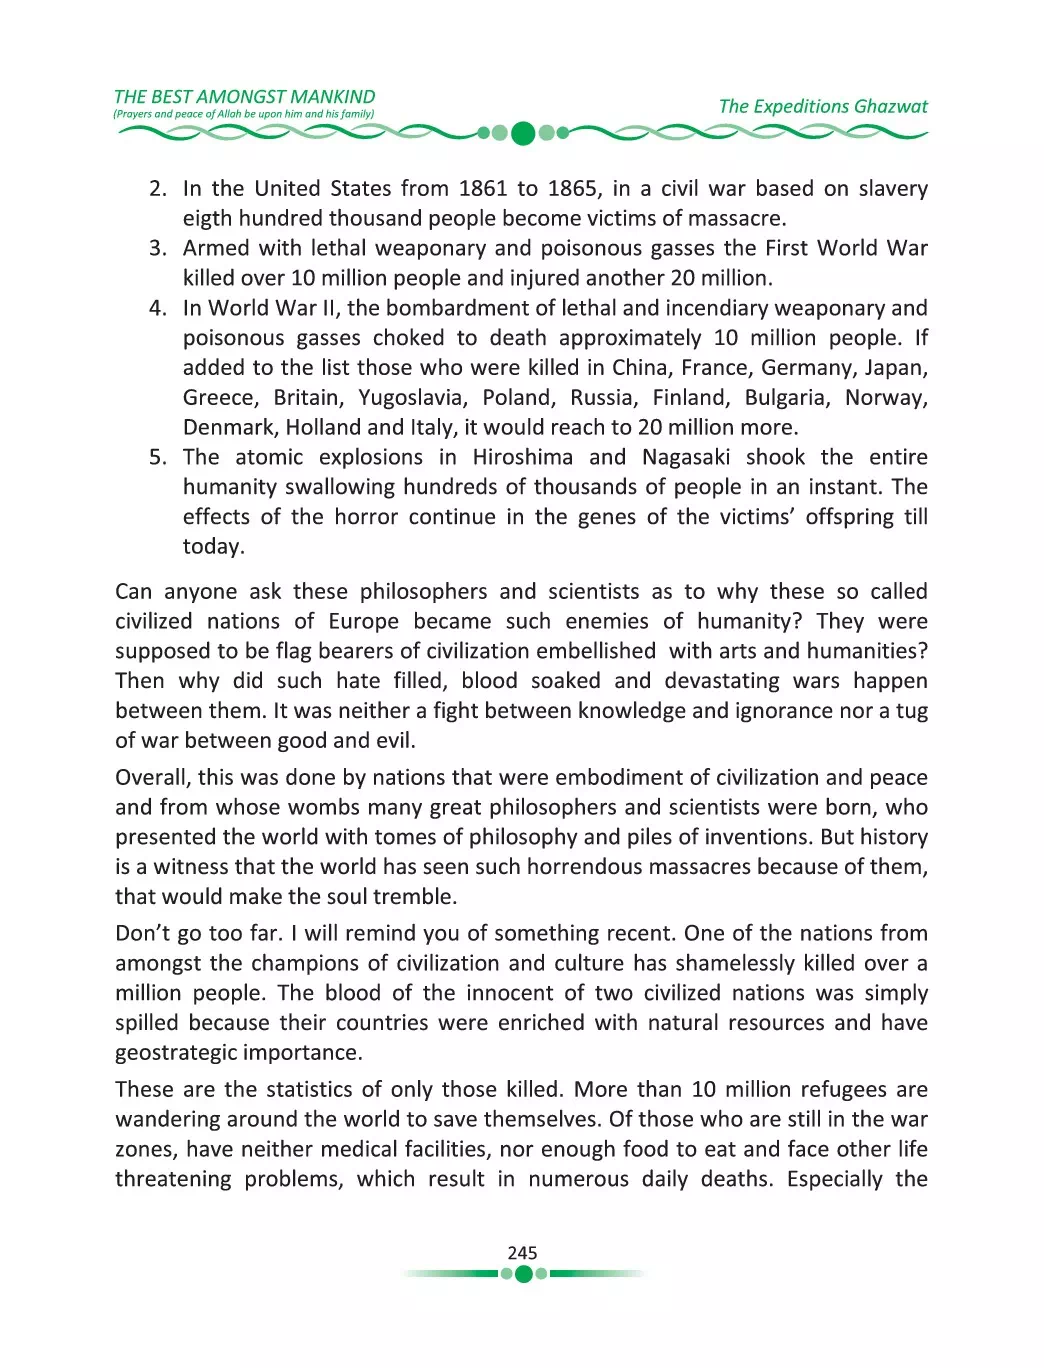 THE BEST AMONGST MANKIND
(Prayers and peace of Allah be upon him and his family)
The Expeditions Ghazwat
2. In the United States from 1861 to 1865, in a civil war based on slavery
eigth hundred thousand people become victims of massacre.
3. Armed with lethal weaponary and poisonous gasses the First World War
killed over 10 million people and injured another 20 million.
4. In World War II, the bombardment of lethal and incendiary weaponary and
poisonous gasses choked to death approximately 10 million people. If
added to the list those who were killed in China, France, Germany, Japan,
Greece, Britain, Yugoslavia, Poland, Russia, Finland, Bulgaria, Norway,
Denmark, Holland and Italy, it would reach to 20 million more.
5. The atomic explosions in Hiroshima and Nagasaki shook the entire
humanity swallowing hundreds of thousands of people in an instant. The
effects of the horror continue in the genes of the victims’ offspring till
today.
Can anyone ask these philosophers and scientists as to why these so called
civilized nations of Europe became such enemies of humanity? They were
supposed to be flag bearers of civilization embellished with arts and humanities?
Then why did such hate filled, blood soaked and devastating wars happen
between them. It was neither a fight between knowledge and ignorance nor a tug
of war between good and evil.
Overall, this was done by nations that were embodiment of civilization and peace
and from whose wombs many great philosophers and scientists were born, who
presented the world with tomes of philosophy and piles of inventions. But history
is a witness that the world has seen such horrendous massacres because of them,
that would make the soul tremble.
Don’t go too far. I will remind you of something recent. One of the nations from
amongst the champions of civilization and culture has shamelessly killed over a
million people. The blood of the innocent of two civilized nations was simply
spilled because their countries were enriched with natural resources and have
geostrategic importance.
These are the statistics of only those killed. More than 10 million refugees are
wandering around the world to save themselves. Of those who are still in the war
zones, have neither medical facilities, nor enough food to eat and face other life
threatening problems, which result in numerous daily deaths. Especially the
245